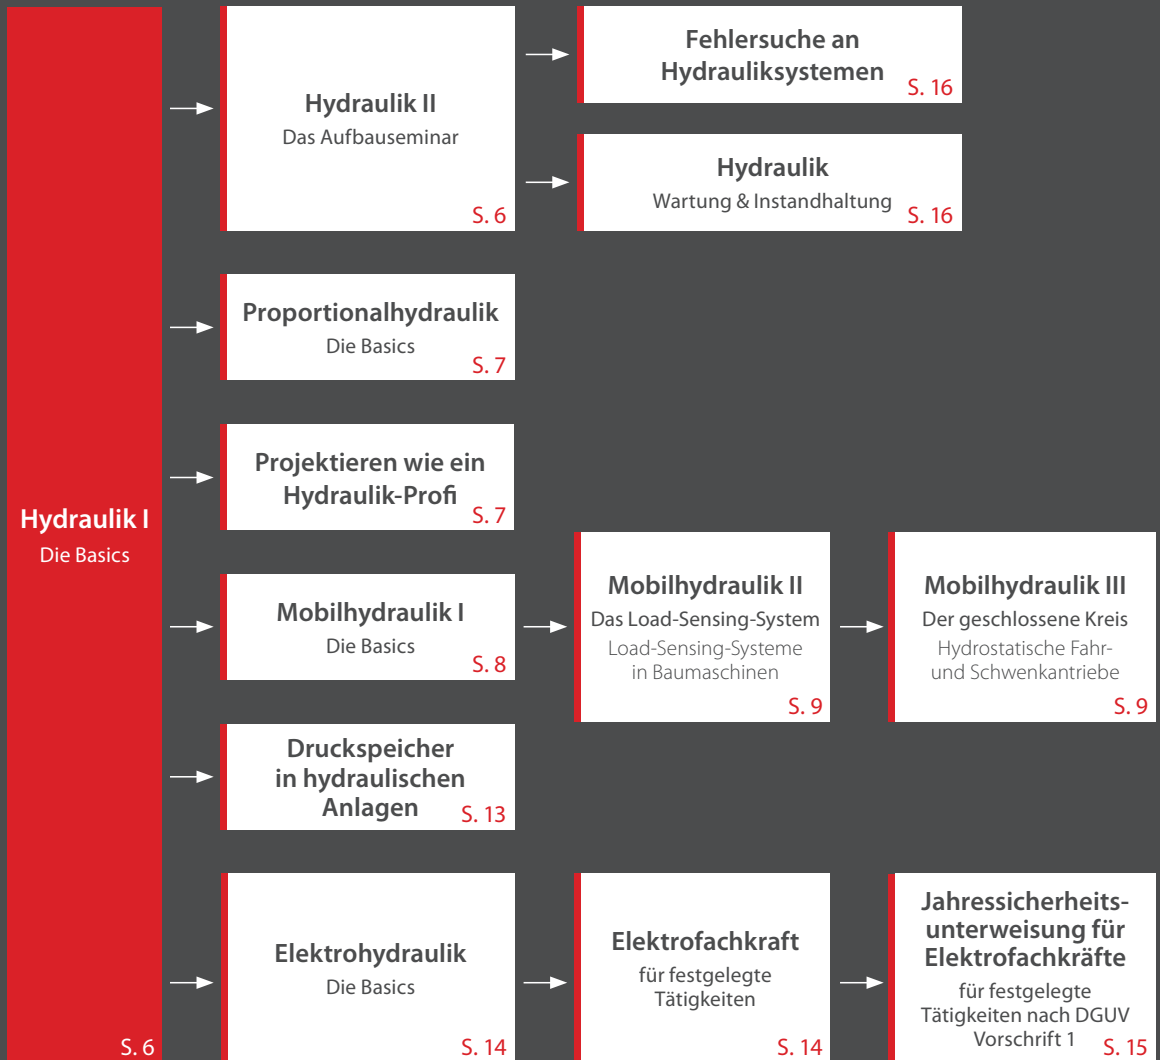 Hydraulik I
Die Basics
S. 6
Hydraulik II
Das Aufbauseminar
S. 6
Fehlersuche an
Hydrauliksystemen
S. 16
Hydraulik
Wartung & Instandhaltung
S. 16
Proportionalhydraulik
Die Basics
S. 7
Projektieren wie ein
Hydraulik-Profi
S. 7
Mobilhydraulik I
Die Basics
S. 8
Mobilhydraulik II
Das Load-Sensing-System
Load-Sensing-Systeme
in Baumaschinen
S. 9
Mobilhydraulik III
Der geschlossene Kreis
Hydrostatische Fahr-
und Schwenkantriebe
S. 9
Druckspeicher
in hydraulischen
Anlagen
S. 13
Elektrohydraulik
Die Basics
S. 14
Elektrofachkraft
für festgelegte
Tätigkeiten
S. 14
Jahressicherheits-
unterweisung für
Elektrofachkräfte
für festgelegte
Tätigkeiten nach DGUV
Vorschrift 1
S. 15